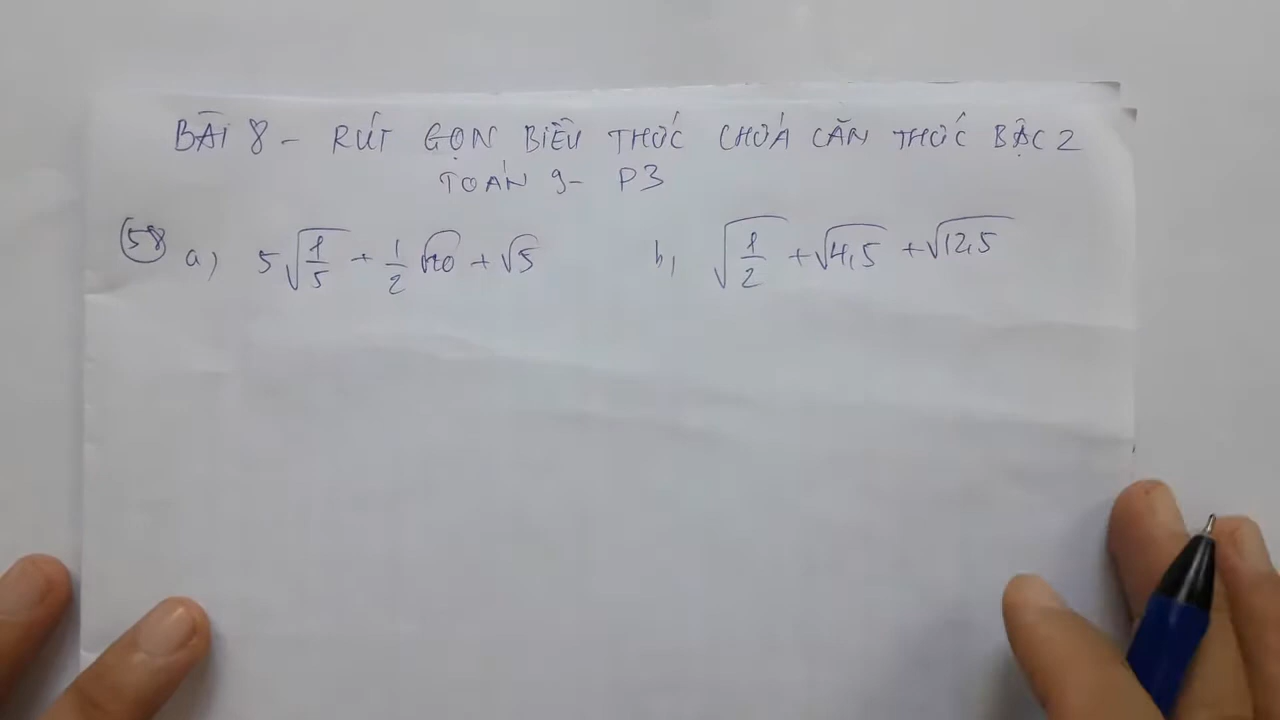 BÀI 8 - RÚT GỌN BIỂU THỨC CHỨA CĂN THỨC BẬC 2
TOÁN 9 - P3
58 a) 5√(1/5) + 1/2 √20 + √5 b) √(1/2) + √4,5 + √12,5